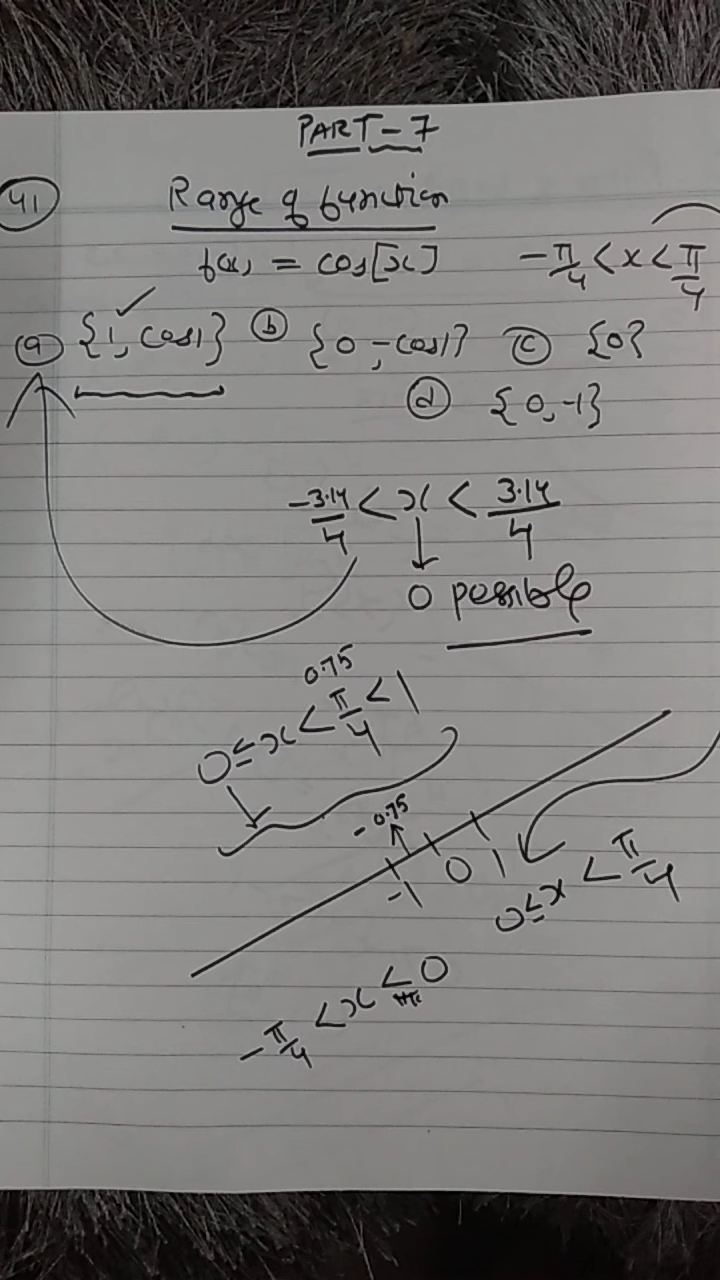 PART-7
41 Range of function
f(x) = cos[x] -π/4 < x < π/4
(a) {1, cos1} (b) {0, -cos1} (c) {0}
(d) {0, -1}
-3.14/4 < x < 3.14/4
0 possible
0.75
0 ≤ x < π/4 < 1
-0.75
-1 0 1
0 ≤ x < π/4
-π/4 < x < 0